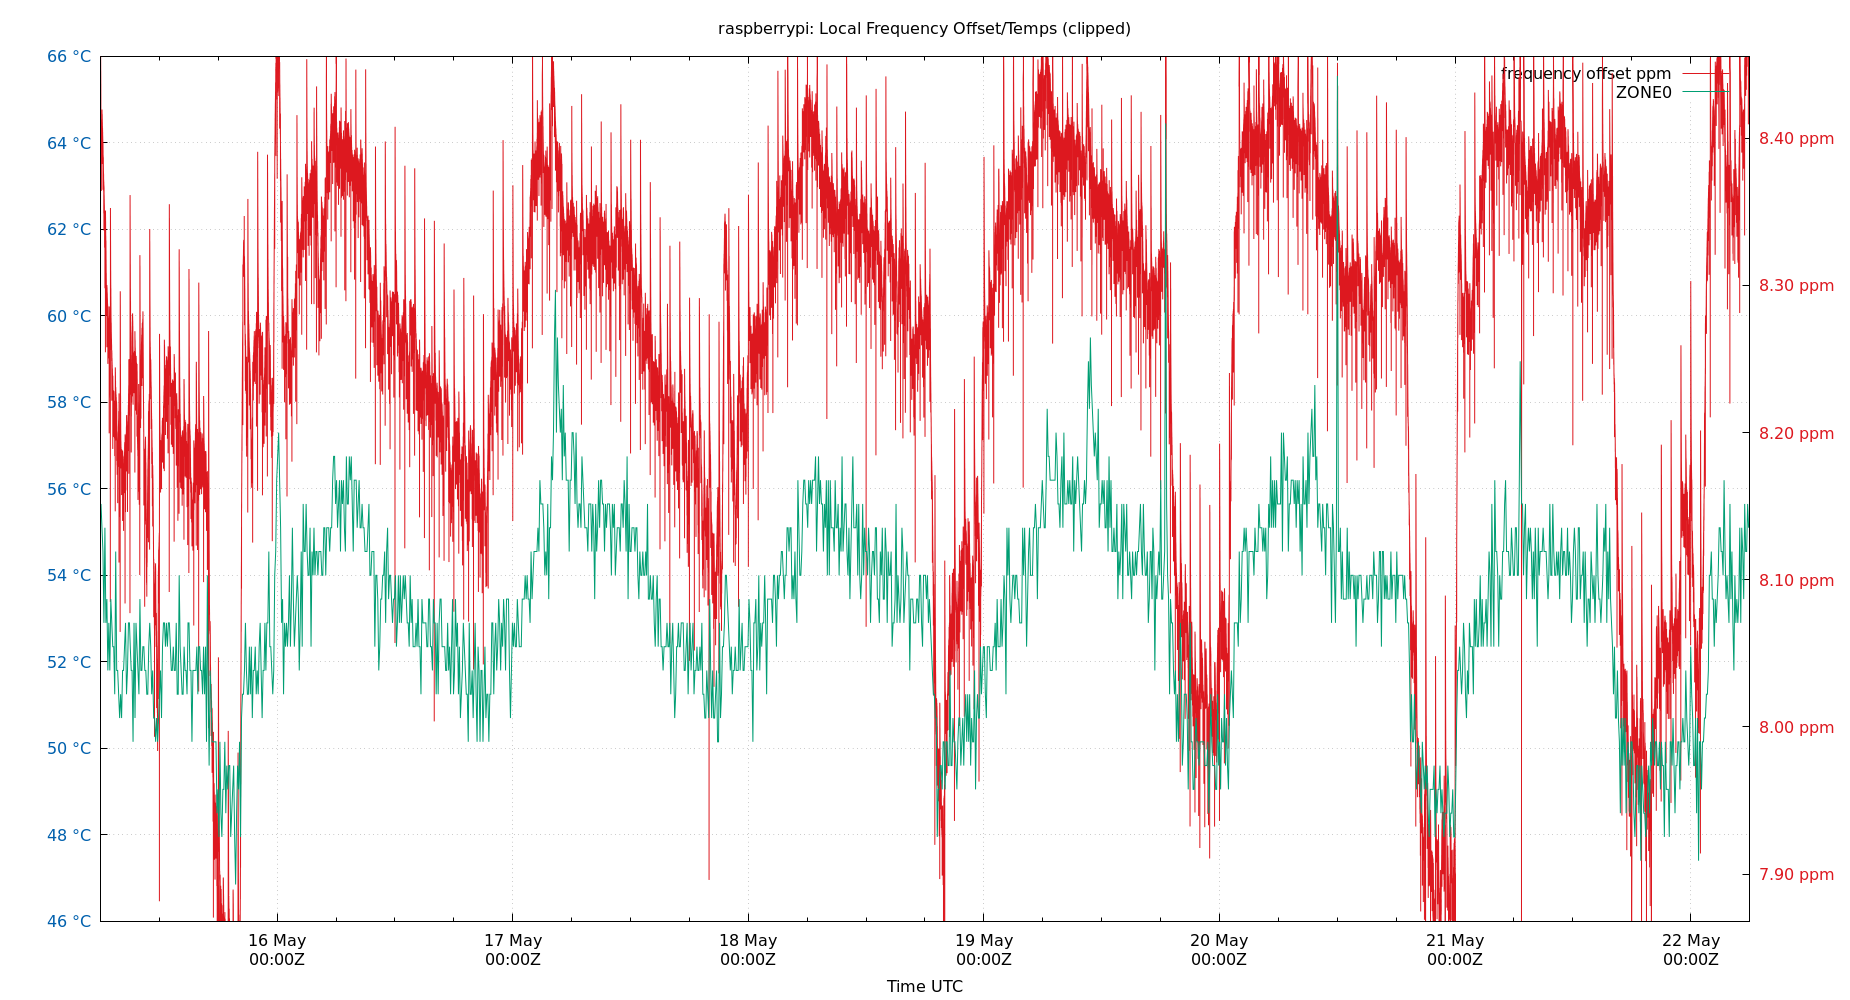 raspberrypi: Local Frequency Offset/Temps (clipped)
frequency offset ppm
ZONE0
66 °C
64 °C
62 °C
60 °C
58 °C
56 °C
54 °C
52 °C
50 °C
48 °C
46 °C
8.40 ppm
8.30 ppm
8.20 ppm
8.10 ppm
8.00 ppm
7.90 ppm
16 May
00:00Z
17 May
00:00Z
18 May
00:00Z
19 May
00:00Z
20 May
00:00Z
21 May
00:00Z
22 May
00:00Z
Time UTC